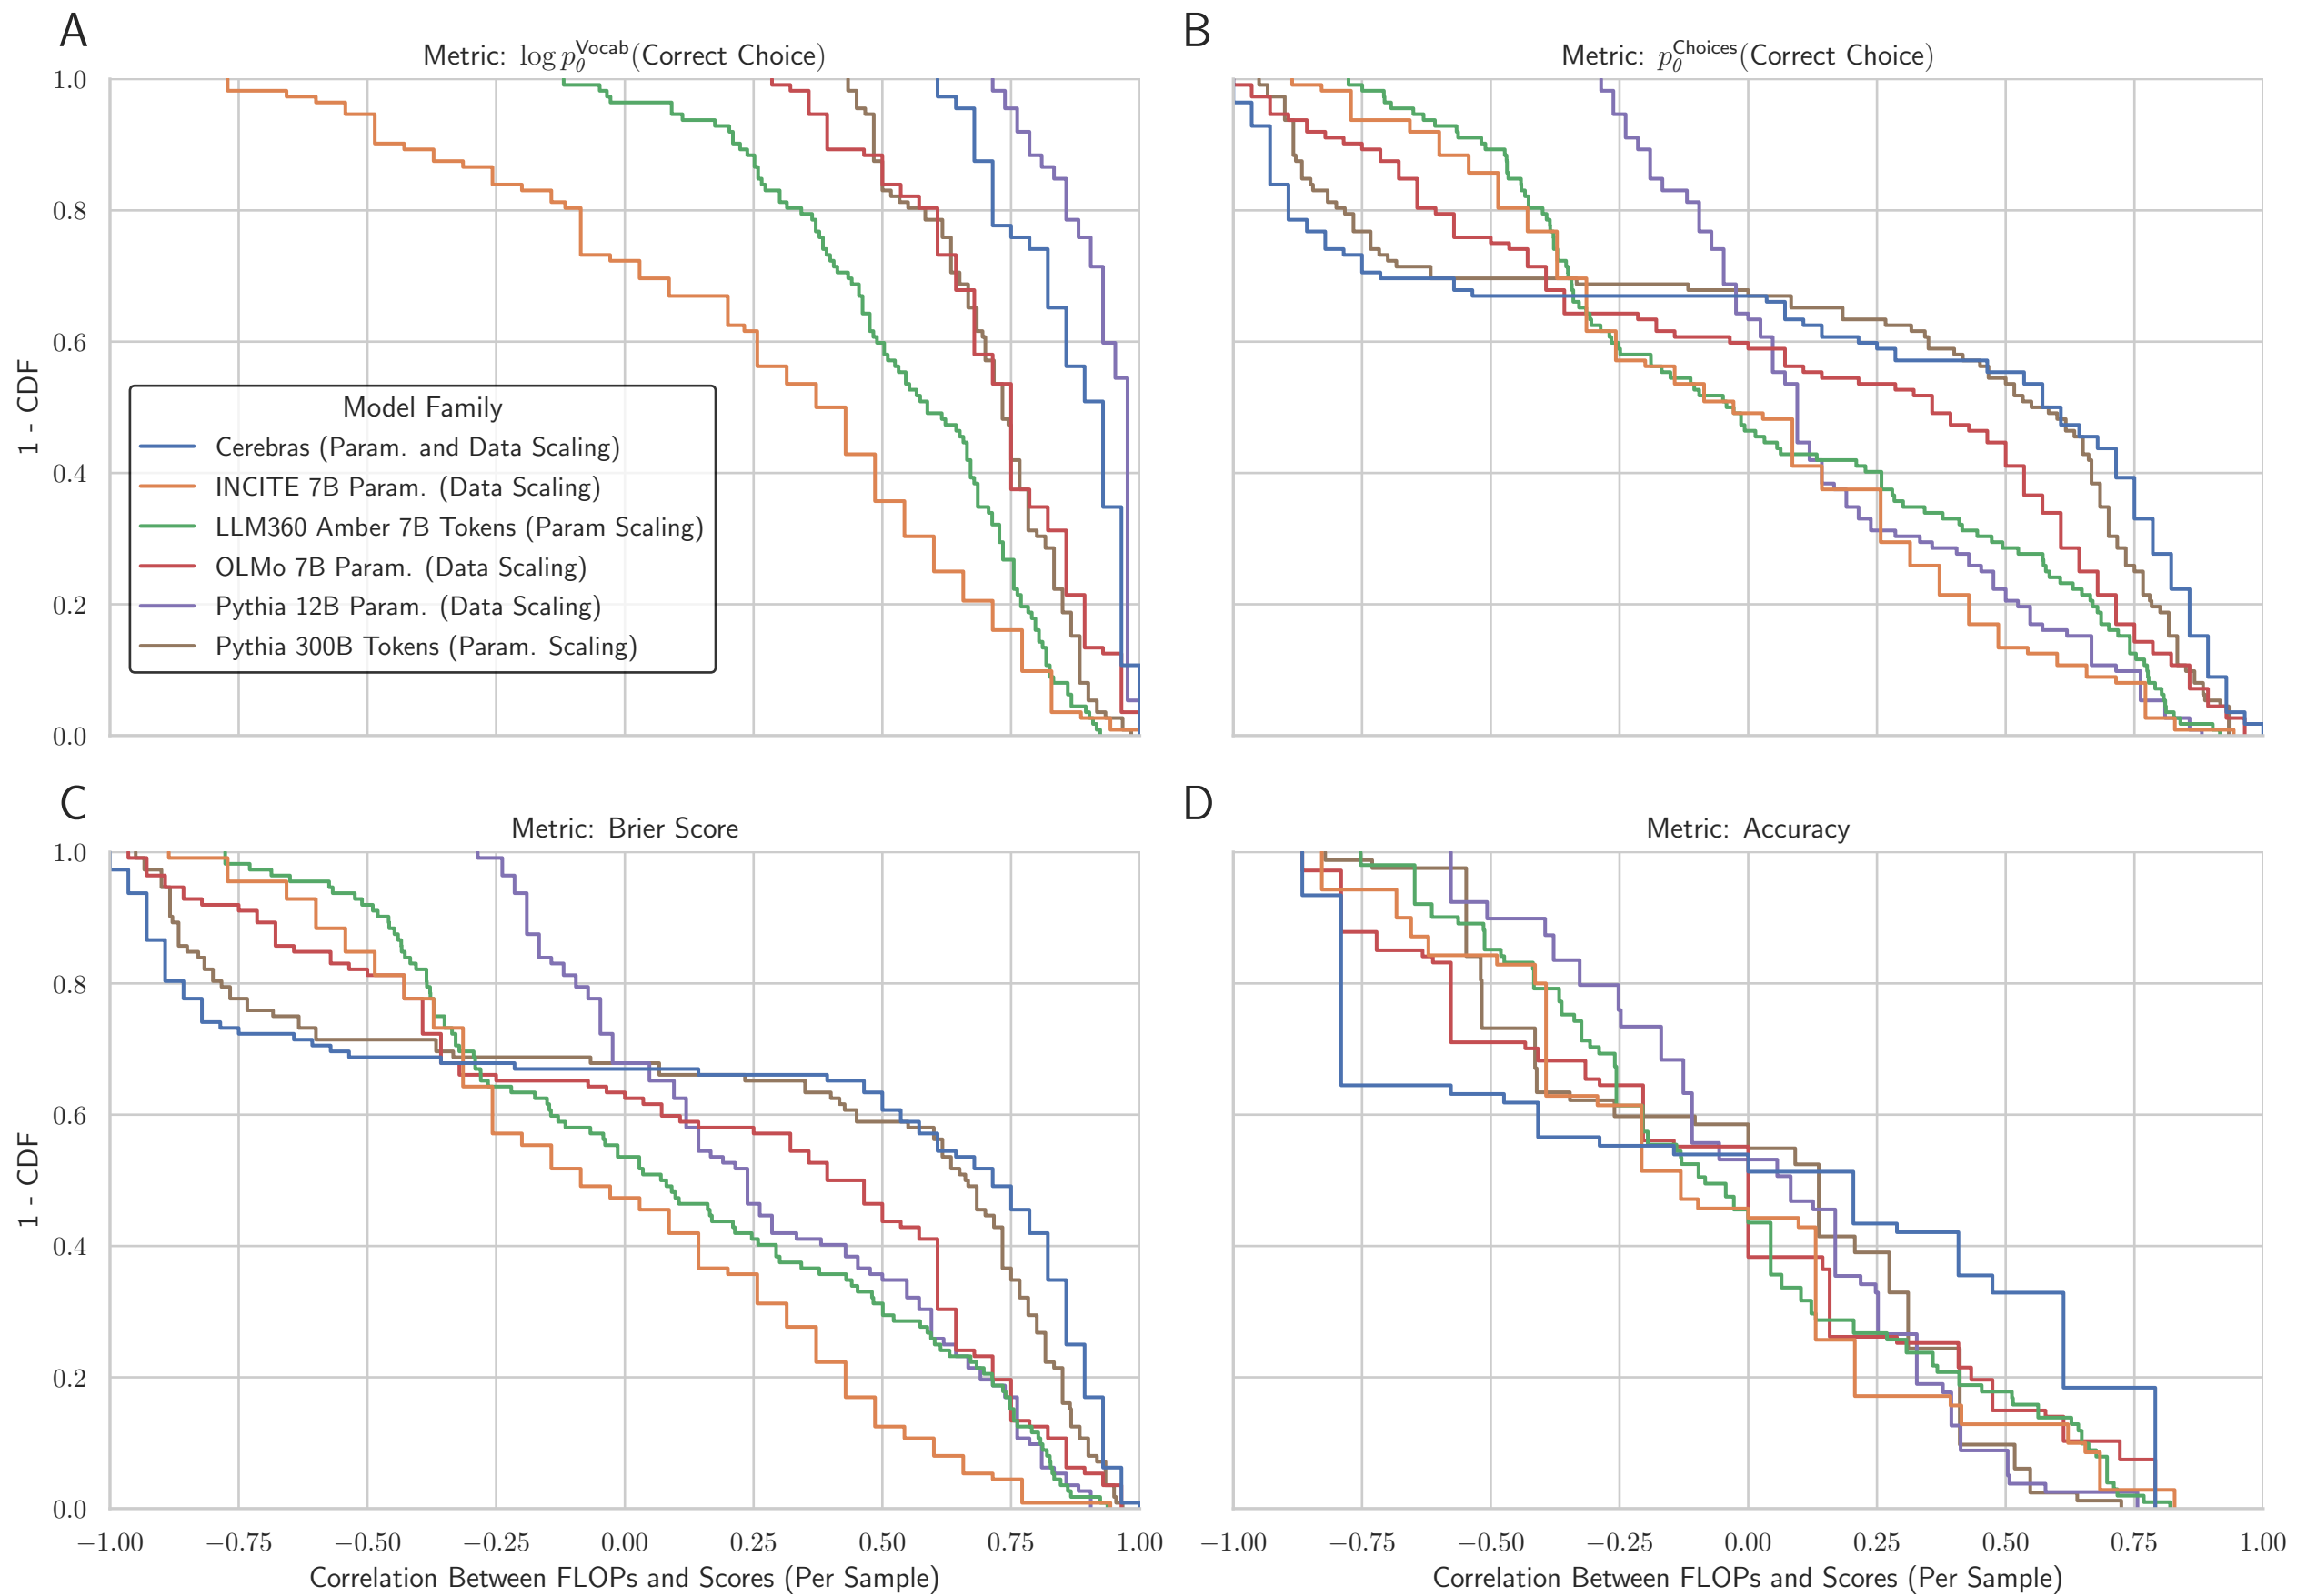 A
Metric: log p_θ^Vocab(Correct Choice)
1.0
0.8
0.6
0.4
0.2
0.0
1 - CDF
Model Family
Cerebras (Param. and Data Scaling)
INCITE 7B Param. (Data Scaling)
LLM360 Amber 7B Tokens (Param Scaling)
OLMo 7B Param. (Data Scaling)
Pythia 12B Param. (Data Scaling)
Pythia 300B Tokens (Param. Scaling)
B
Metric: p_θ^Choices(Correct Choice)
C
Metric: Brier Score
1.0
0.8
0.6
0.4
0.2
0.0
1 - CDF
−1.00 −0.75 −0.50 −0.25 0.00 0.25 0.50 0.75 1.00
Correlation Between FLOPs and Scores (Per Sample)
D
Metric: Accuracy
−1.00 −0.75 −0.50 −0.25 0.00 0.25 0.50 0.75 1.00
Correlation Between FLOPs and Scores (Per Sample)